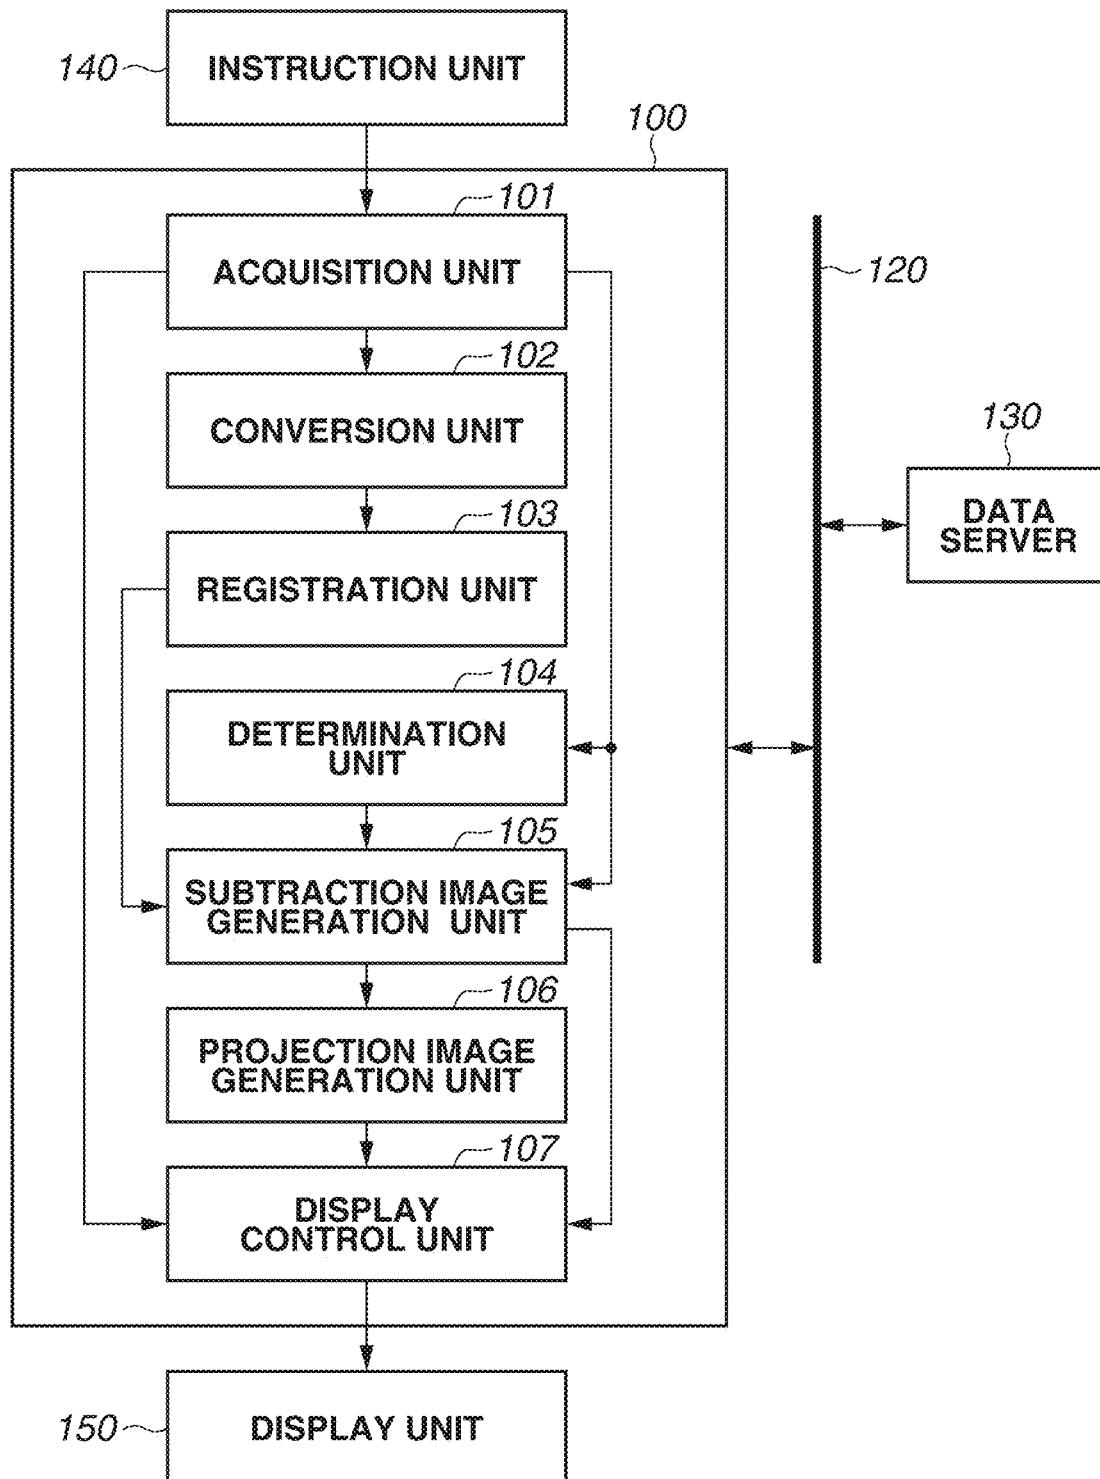 140
INSTRUCTION UNIT
100
101
ACQUISITION UNIT
120
102
CONVERSION UNIT
130
DATA
SERVER
103
REGISTRATION UNIT
104
DETERMINATION
UNIT
105
SUBTRACTION IMAGE
GENERATION UNIT
106
PROJECTION IMAGE
GENERATION UNIT
107
DISPLAY
CONTROL UNIT
150
DISPLAY UNIT